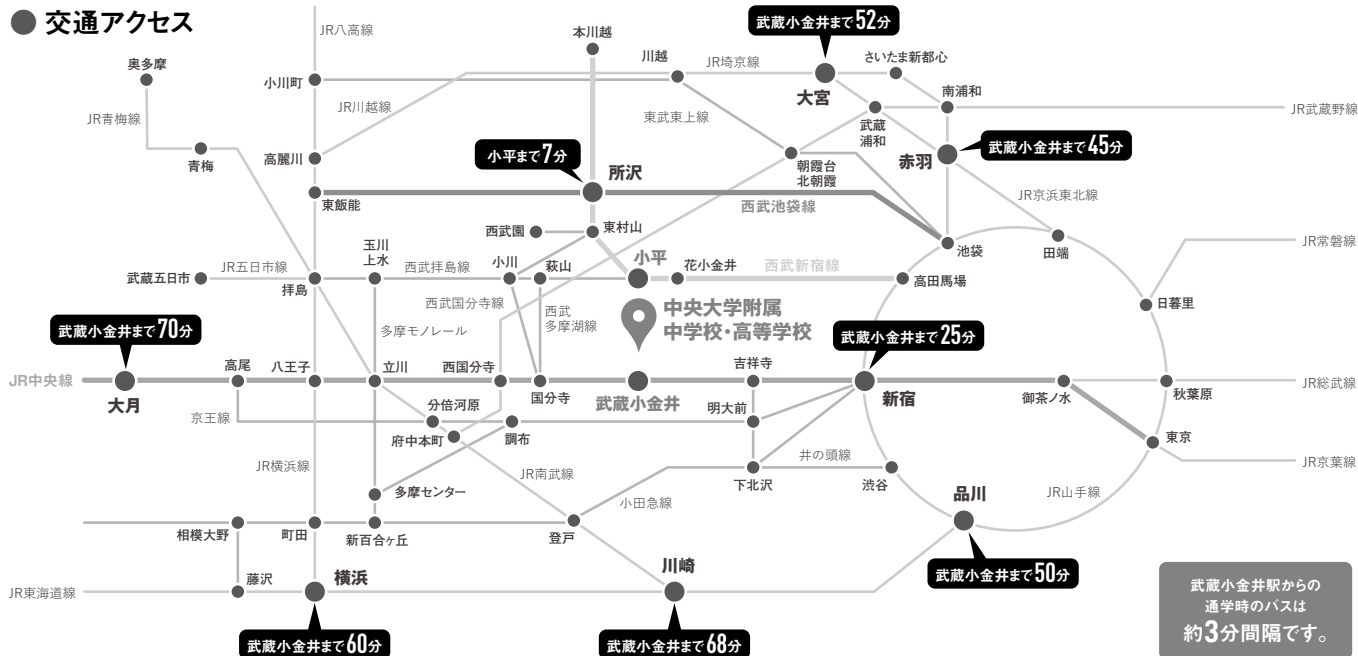 交通アクセス
JR八高線
本川越
武蔵小金井まで52分
奥多摩
小川町
川越
JR埼京線
さいたま新都心
大宮
南浦和
JR川越線
JR武蔵野線
JR青梅線
東武東上線
武蔵
浦和
青梅
高麗川
小平まで7分
所沢
朝霞台
北朝霞
赤羽
武蔵小金井まで45分
東飯能
西武池袋線
JR京浜東北線
西武園
東村山
池袋
田端
JR常磐線
玉川
上水
小平
武蔵五日市
JR五日市線
拝島
西武拝島線
小川
萩山
花小金井
西武新宿線
高田馬場
日暮里
西武国分寺線
西武
多摩湖線
中央大学附属
中学校・高等学校
武蔵小金井まで70分
多摩モノレール
武蔵小金井まで25分
JR中央線
大月
高尾
八王子
立川
西国分寺
国分寺
武蔵小金井
吉祥寺
新宿
御茶ノ水
秋葉原
JR総武線
京王線
分倍河原
府中本町
調布
明大前
東京
JR横浜線
JR南武線
井の頭線
JR京葉線
多摩センター
小田急線
下北沢
渋谷
品川
JR山手線
相模大野
町田
新百合ヶ丘
登戸
武蔵小金井まで50分
JR東海道線
藤沢
横浜
川崎
武蔵小金井まで60分
武蔵小金井まで68分
武蔵小金井駅からの
通学時のバスは
約3分間隔です。